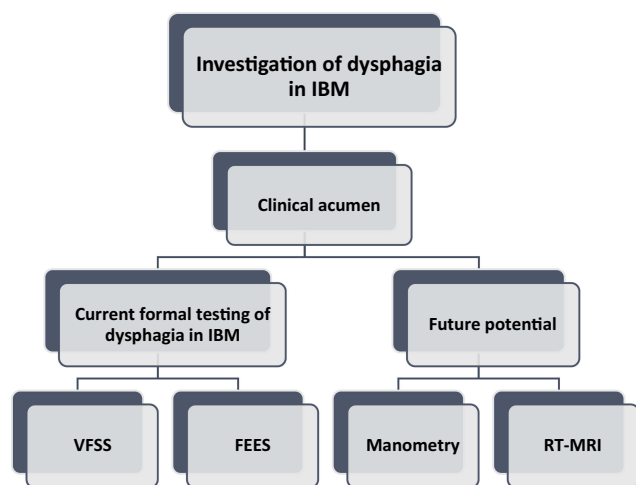 Investigation of dysphagia
in IBM
Clinical acumen
Current formal testing of
dysphagia in IBM
Future potential
VFSS
FEES
Manometry
RT-MRI